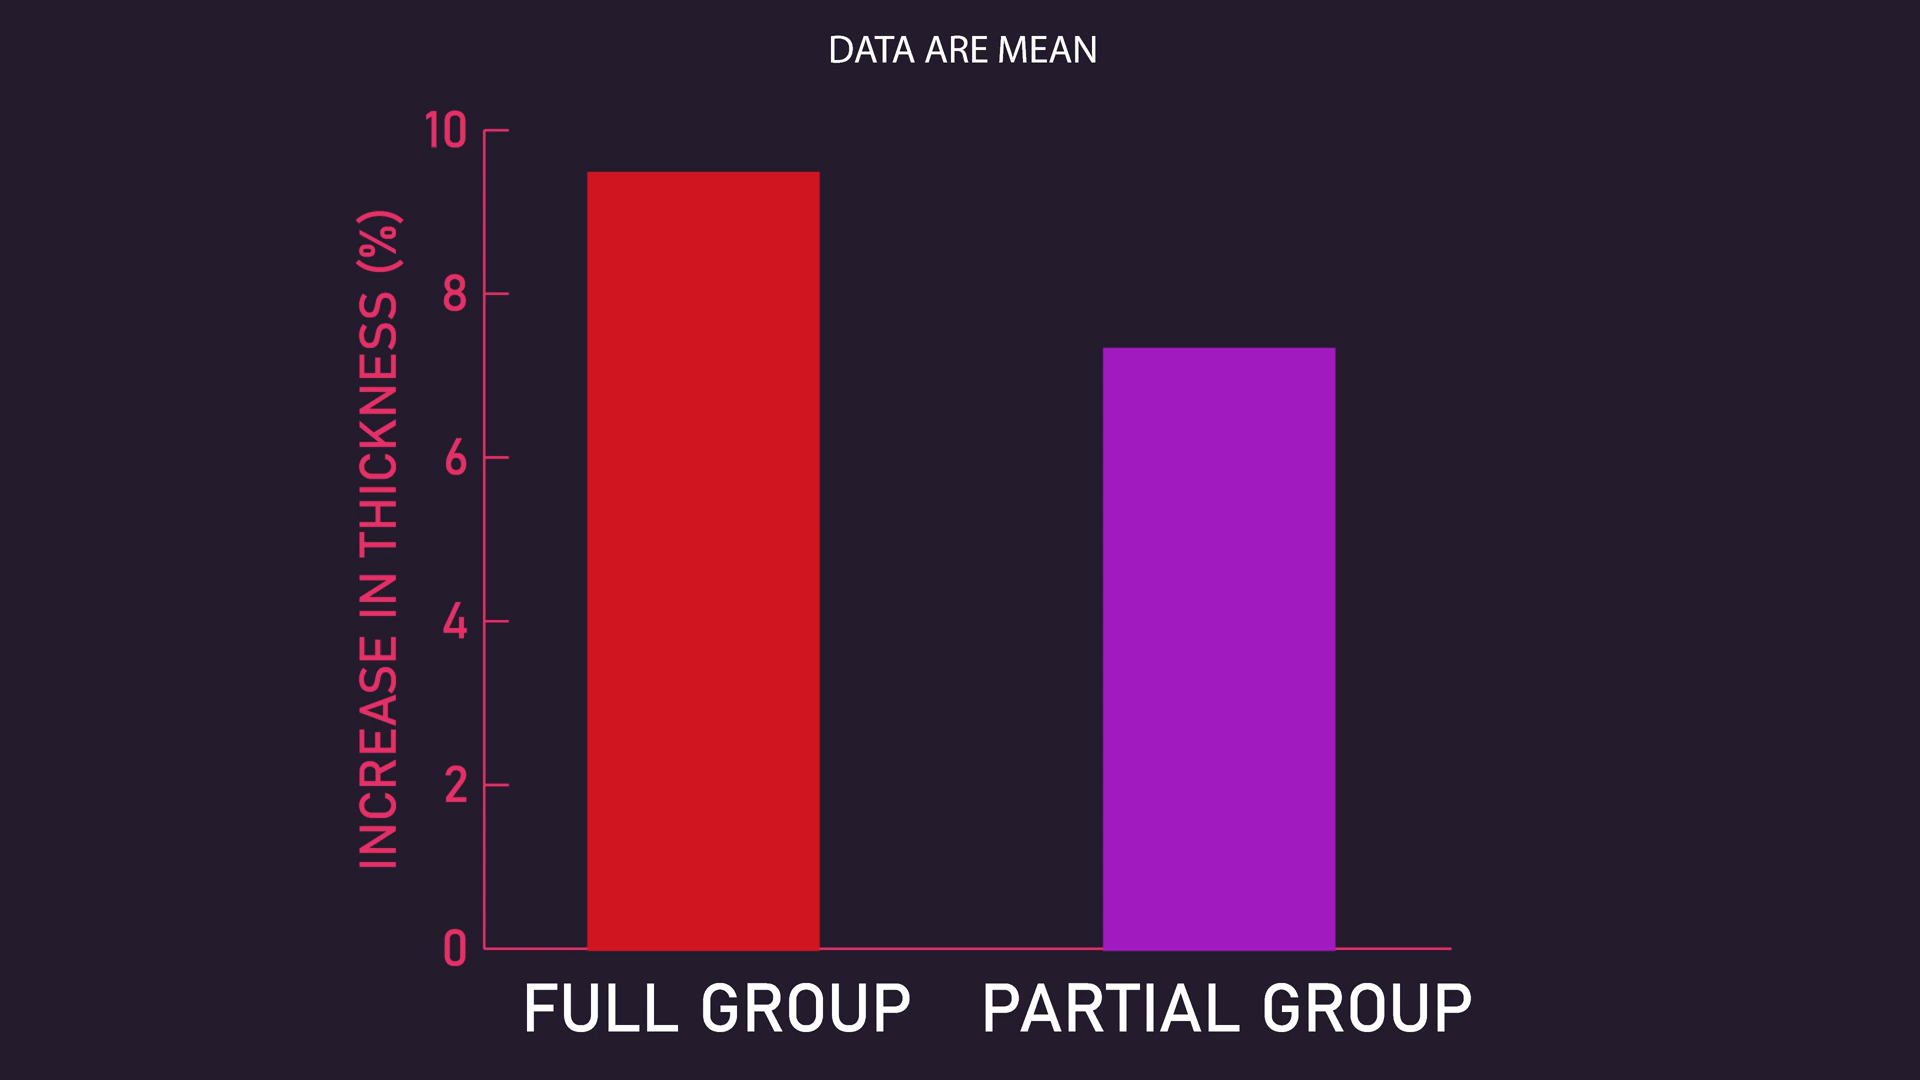 DATA ARE MEAN
INCREASE IN THICKNESS (%)
10
8
6
4
2
0
FULL GROUP
PARTIAL GROUP